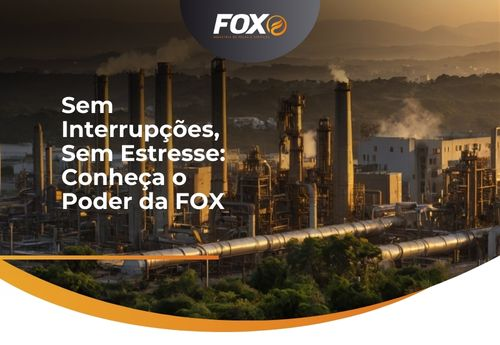 FOX
Sem
Interrupções,
Sem Estresse:
Conheça o
Poder da FOX